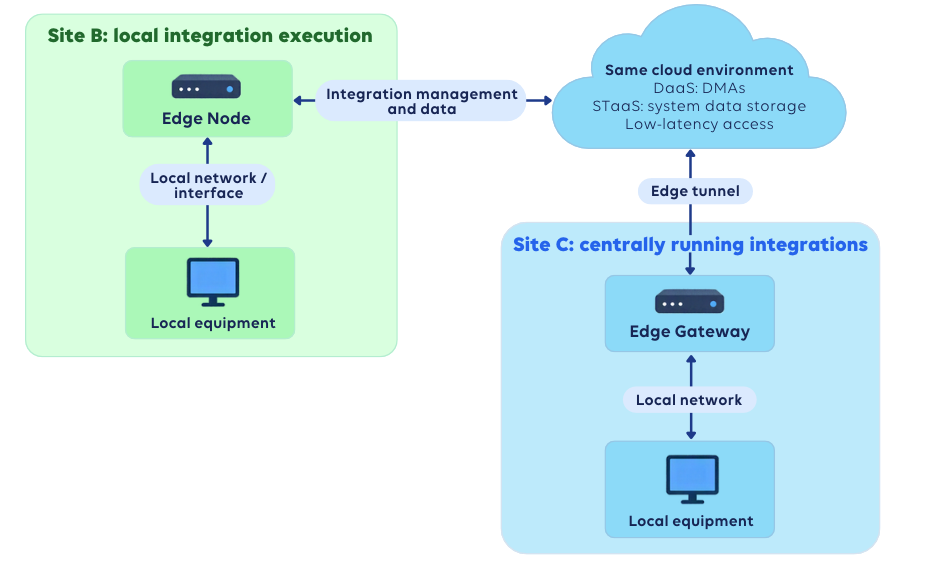 Site B: local integration execution
Edge Node
Integration management
and data
Same cloud environment
DaaS: DMAs
STaaS: system data storage
Low-latency access
Local network /
interface
Local equipment
Edge tunnel
Site C: centrally running integrations
Edge Gateway
Local network
Local equipment